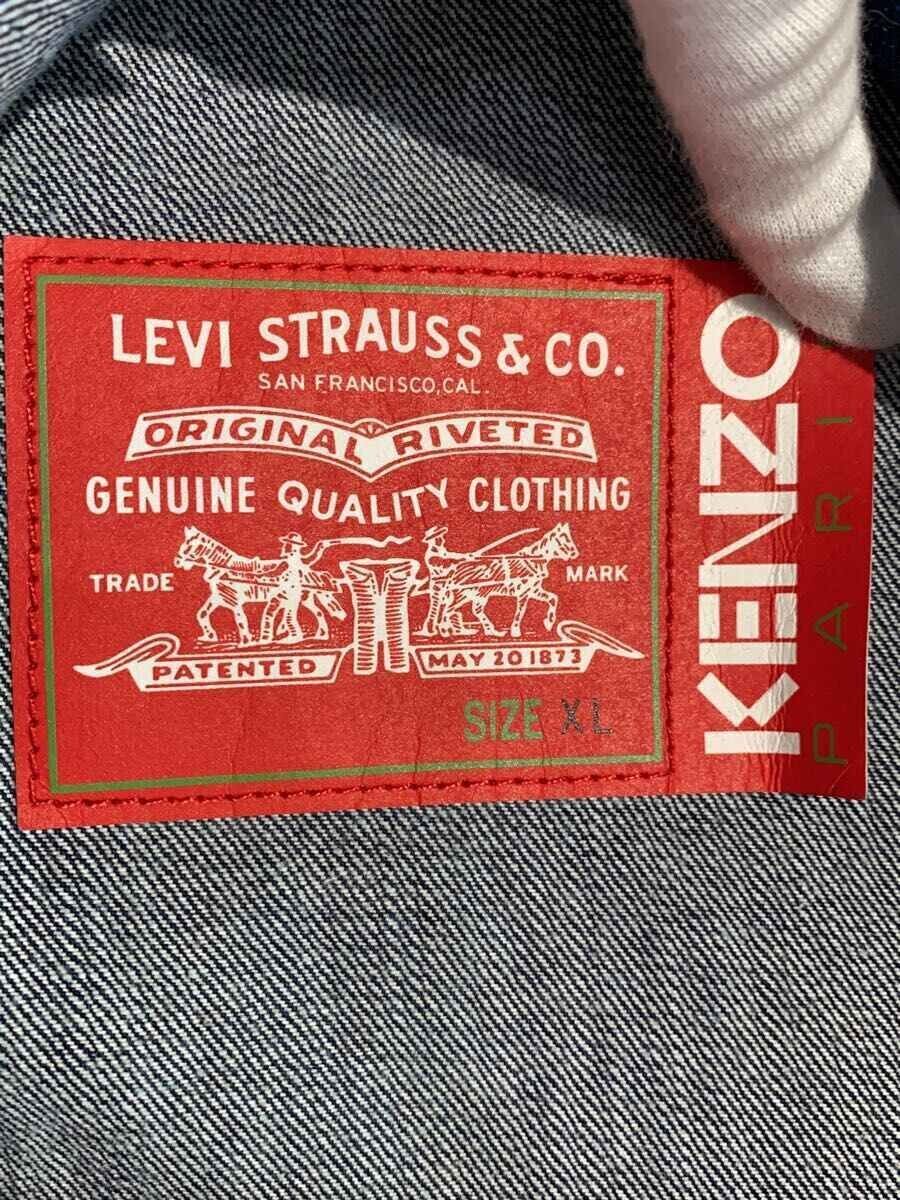 LEVI STRAUSS & CO.
SAN FRANCISCO, CAL.
ORIGINAL RIVETED
GENUINE QUALITY CLOTHING
TRADE MARK
PATENTED MAY 20 1873
SIZE XL
KENZO
PARI